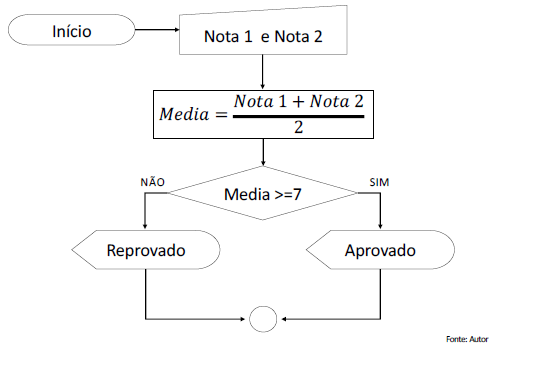 Início
Nota 1 e Nota 2
Media = Nota 1 + Nota 2
2
Media >=7
NÃO
SIM
Reprovado
Aprovado
Fonte: Autor